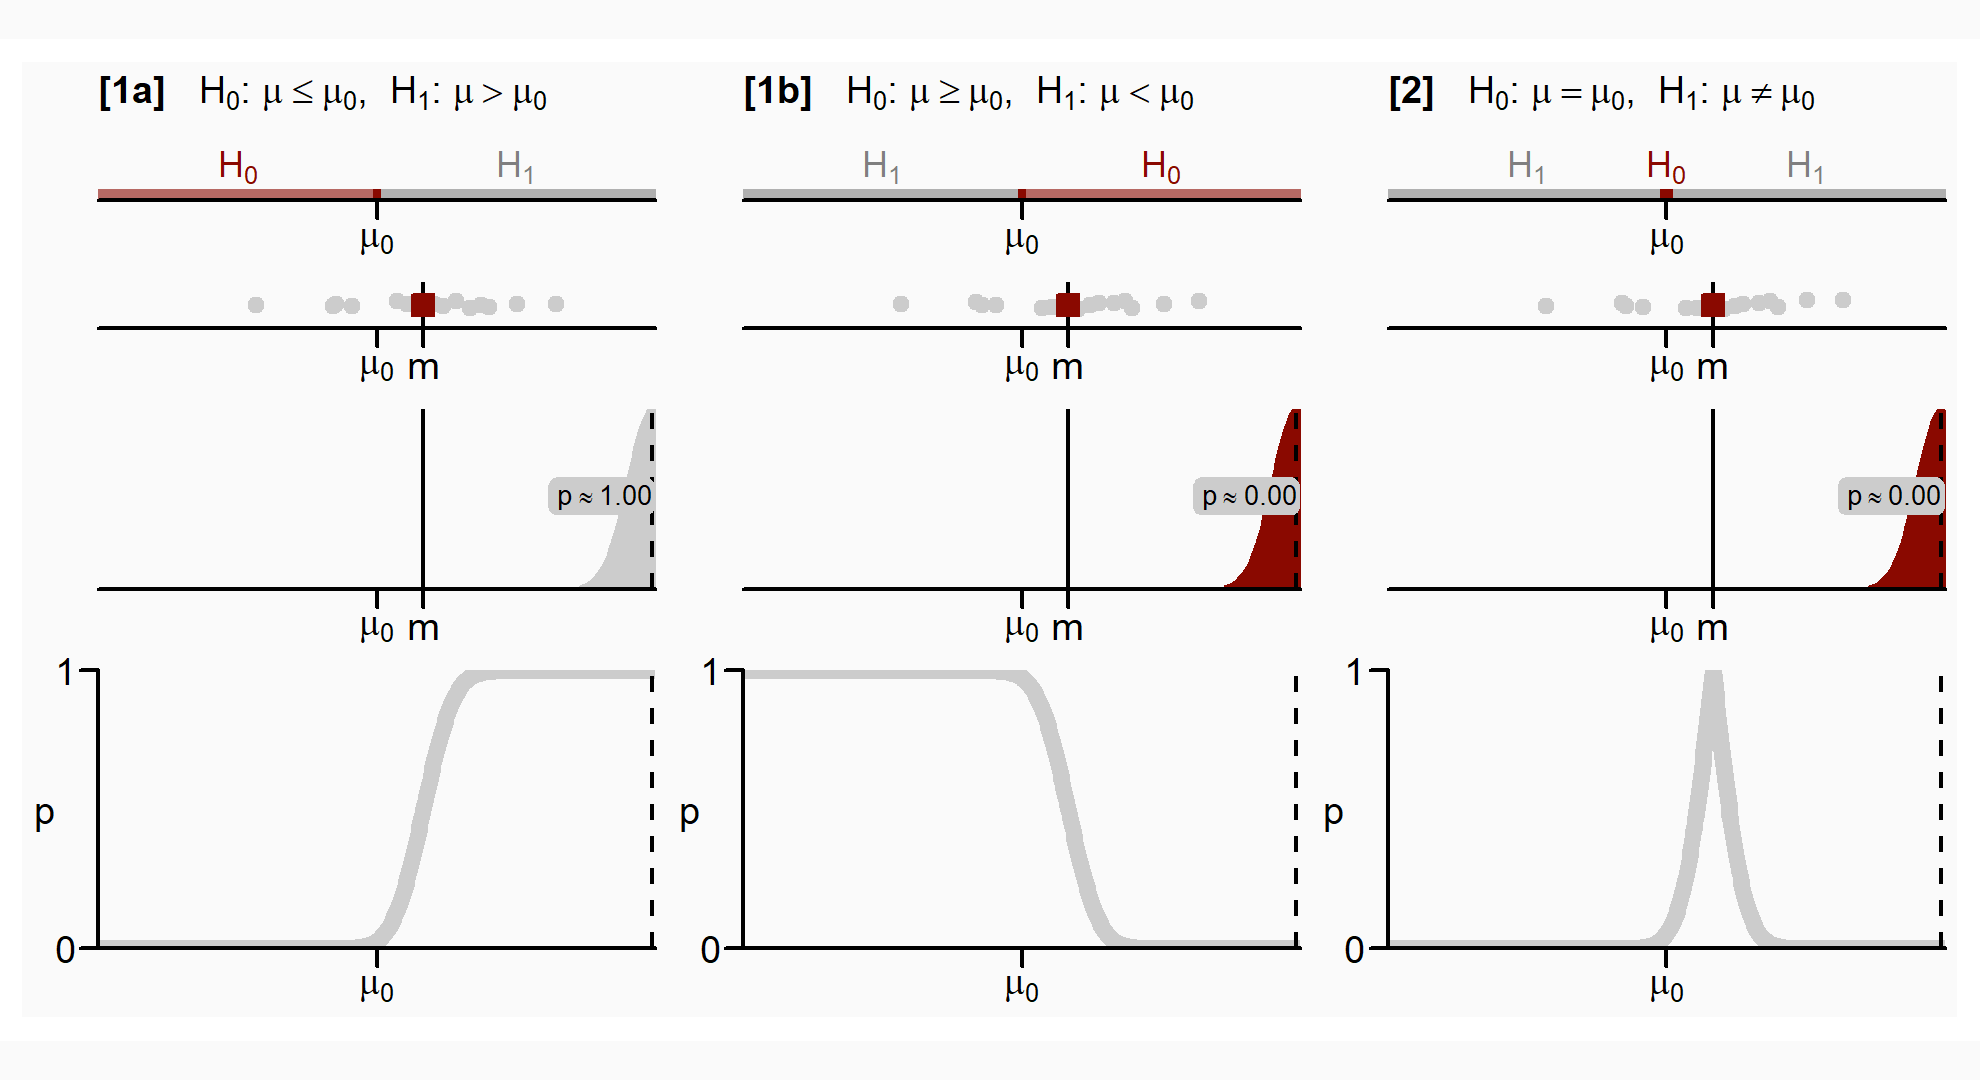 [1a] H₀: μ ≤ μ₀, H₁: μ > μ₀
H₀ H₁
μ₀
μ₀ m
p ≈ 1.00
μ₀ m
1
p
0
μ₀
[1b] H₀: μ ≥ μ₀, H₁: μ < μ₀
H₁ H₀
μ₀
μ₀ m
p ≈ 0.00
μ₀ m
1
p
0
μ₀
[2] H₀: μ = μ₀, H₁: μ ≠ μ₀
H₁ H₀ H₁
μ₀
μ₀ m
p ≈ 0.00
μ₀ m
1
p
0
μ₀